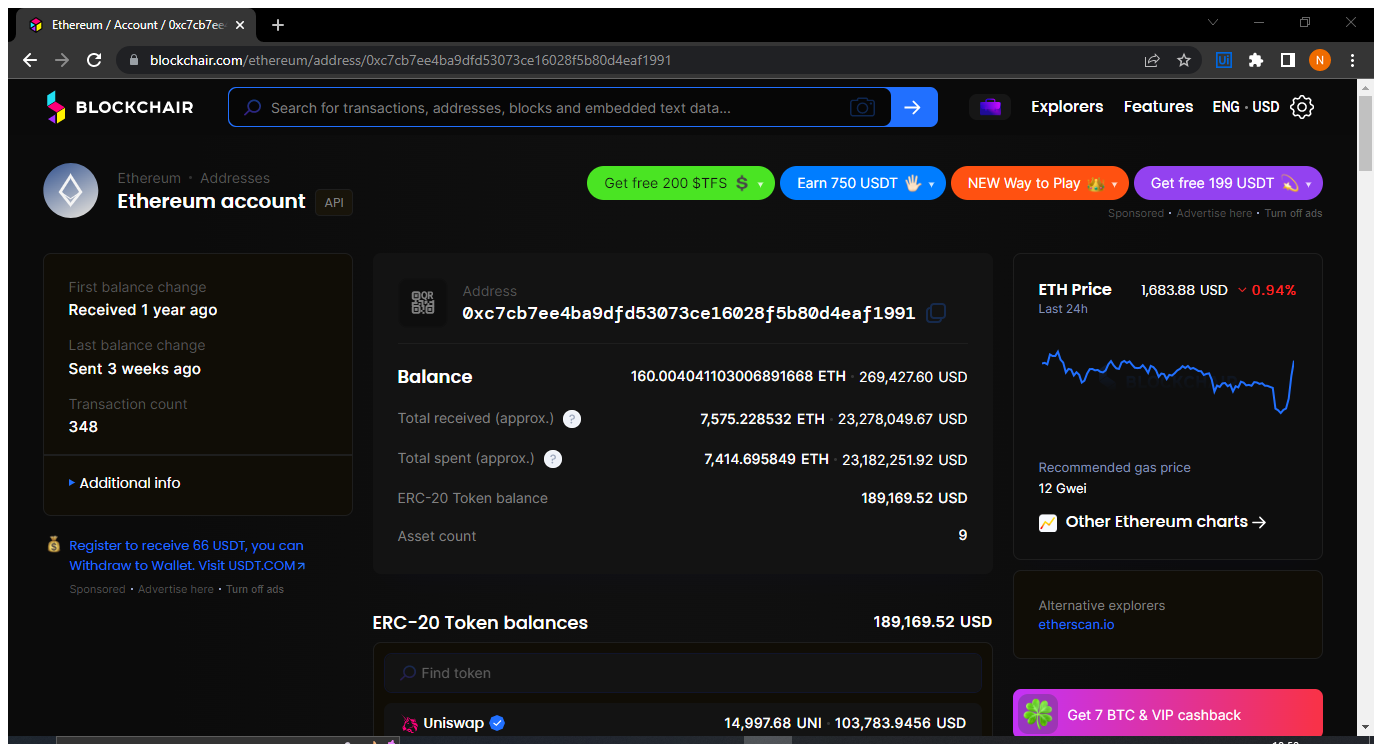 Ethereum / Account / 0xc7cb7ee
blockchair.com/ethereum/address/0xc7cb7ee4ba9dfd53073ce16028f5b80d4eaf1991
Ui
N
BLOCKCHAIR
Search for transactions, addresses, blocks and embedded text data...
Explorers
Features
ENG · USD
Ethereum · Addresses
Ethereum account
API
Get free 200 $TFS
Earn 750 USDT
NEW Way to Play
Get free 199 USDT
Sponsored · Advertise here · Turn off ads
First balance change
Received 1 year ago
Last balance change
Sent 3 weeks ago
Transaction count
348
Additional info
Register to receive 66 USDT, you can
Withdraw to Wallet. Visit USDT.COM
Sponsored · Advertise here · Turn off ads
QR
Address
0xc7cb7ee4ba9dfd53073ce16028f5b80d4eaf1991
Balance 160.004041103006891668 ETH · 269,427.60 USD
Total received (approx.) ? 7,575.228532 ETH · 23,278,049.67 USD
Total spent (approx.) ? 7,414.695849 ETH · 23,182,251.92 USD
ERC-20 Token balance 189,169.52 USD
Asset count 9
ERC-20 Token balances 189,169.52 USD
Find token
Uniswap 14,997.68 UNI · 103,783.9456 USD
ETH Price 1,683.88 USD 0.94%
Last 24h
BLOCKCHAIR
Recommended gas price
12 Gwei
Other Ethereum charts
Alternative explorers
etherscan.io
Get 7 BTC & VIP cashback